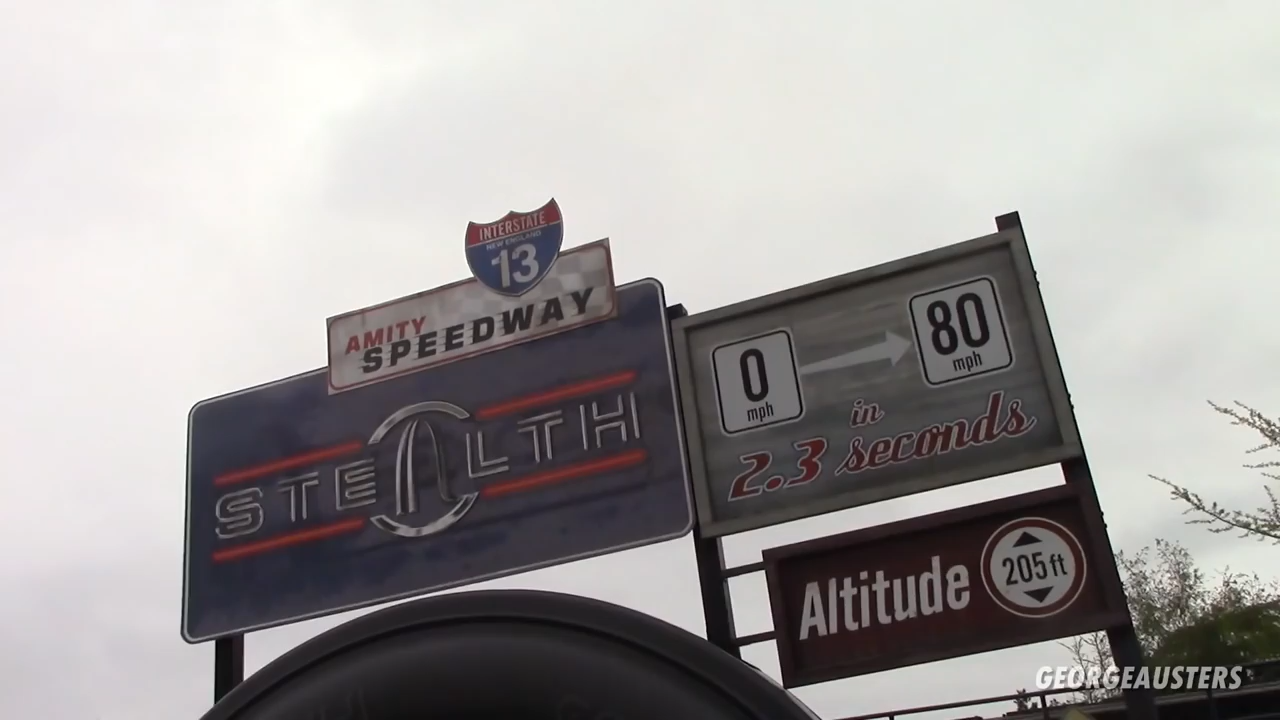 INTERSTATE
NEW ENGLAND
13
AMITY
SPEEDWAY
STEALTH
0
mph
80
mph
in
2.3 seconds
Altitude
205ft
GEORGEAUSTERS